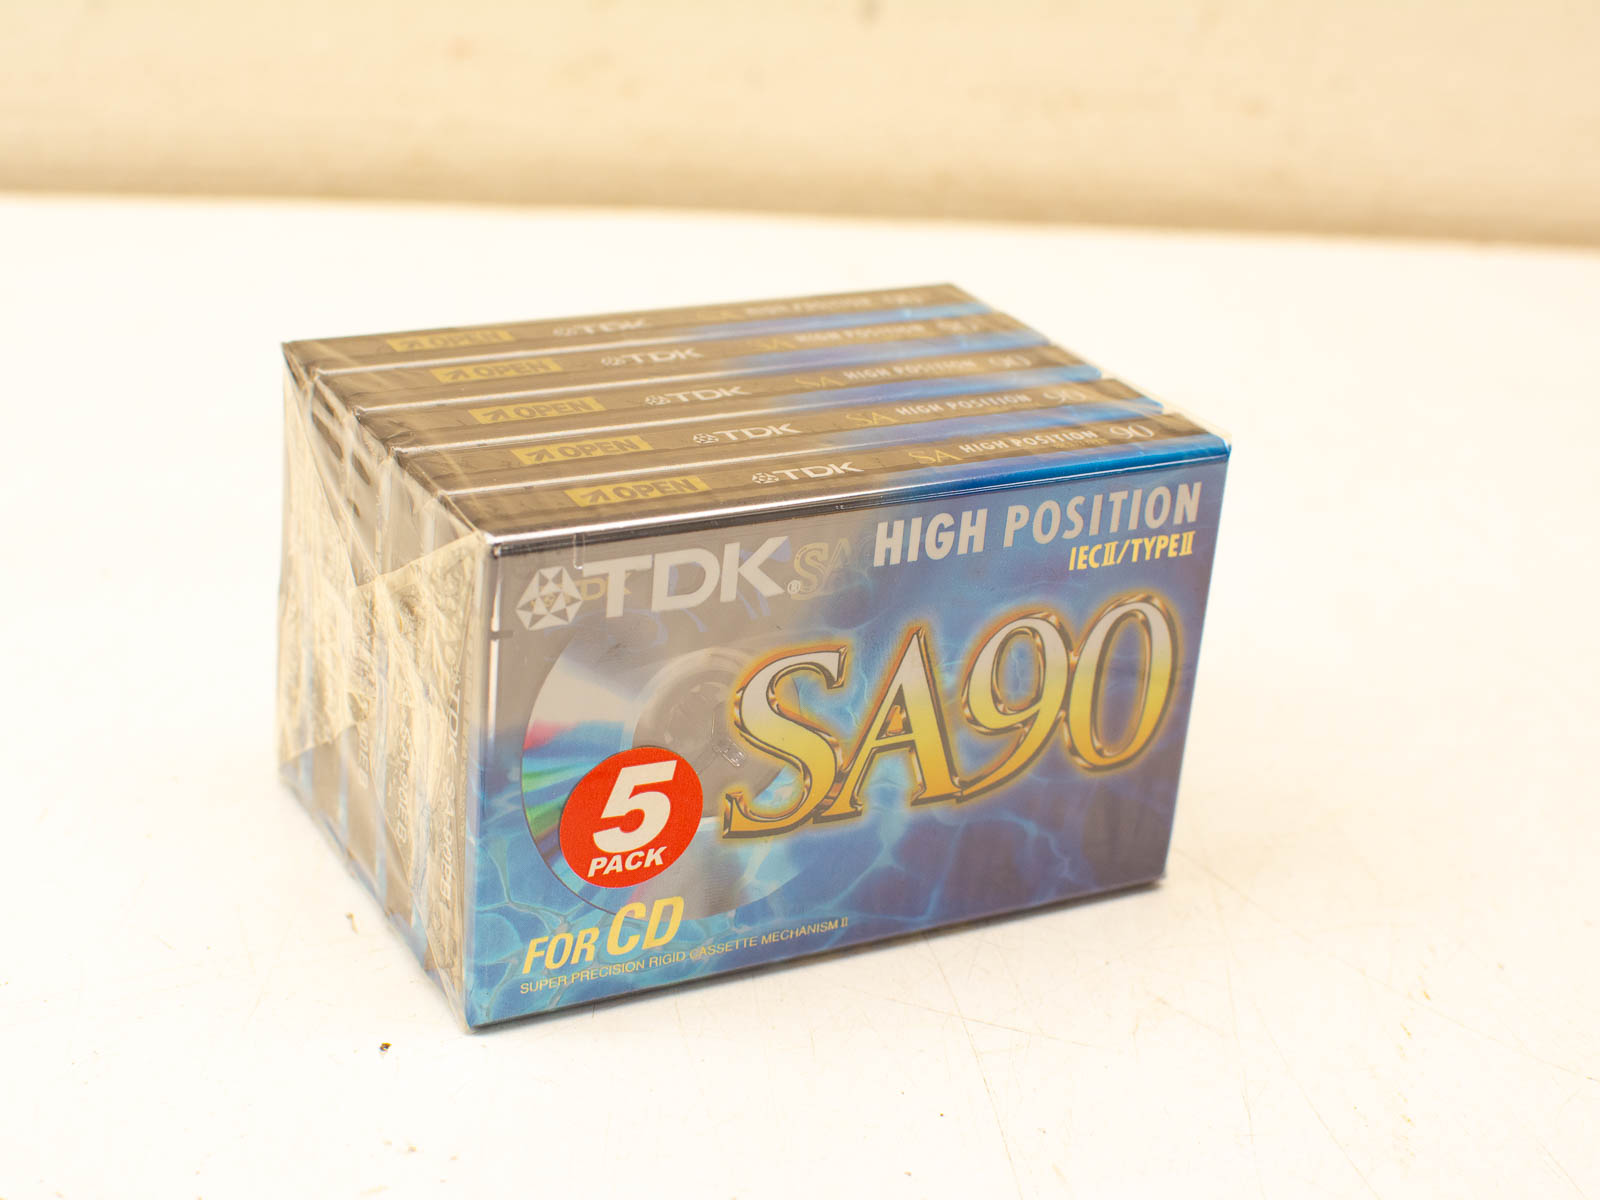 OPEN TDK SA HIGH POSITION 90
OPEN TDK SA HIGH POSITION 90
OPEN TDK SA HIGH POSITION 90
OPEN TDK SA HIGH POSITION 90
OPEN TDK SA HIGH POSITION 90
TDK® SA
HIGH POSITION
IECⅡ/TYPEⅡ
SA90
5
PACK
FOR CD
SUPER PRECISION RIGID CASSETTE MECHANISM Ⅱ